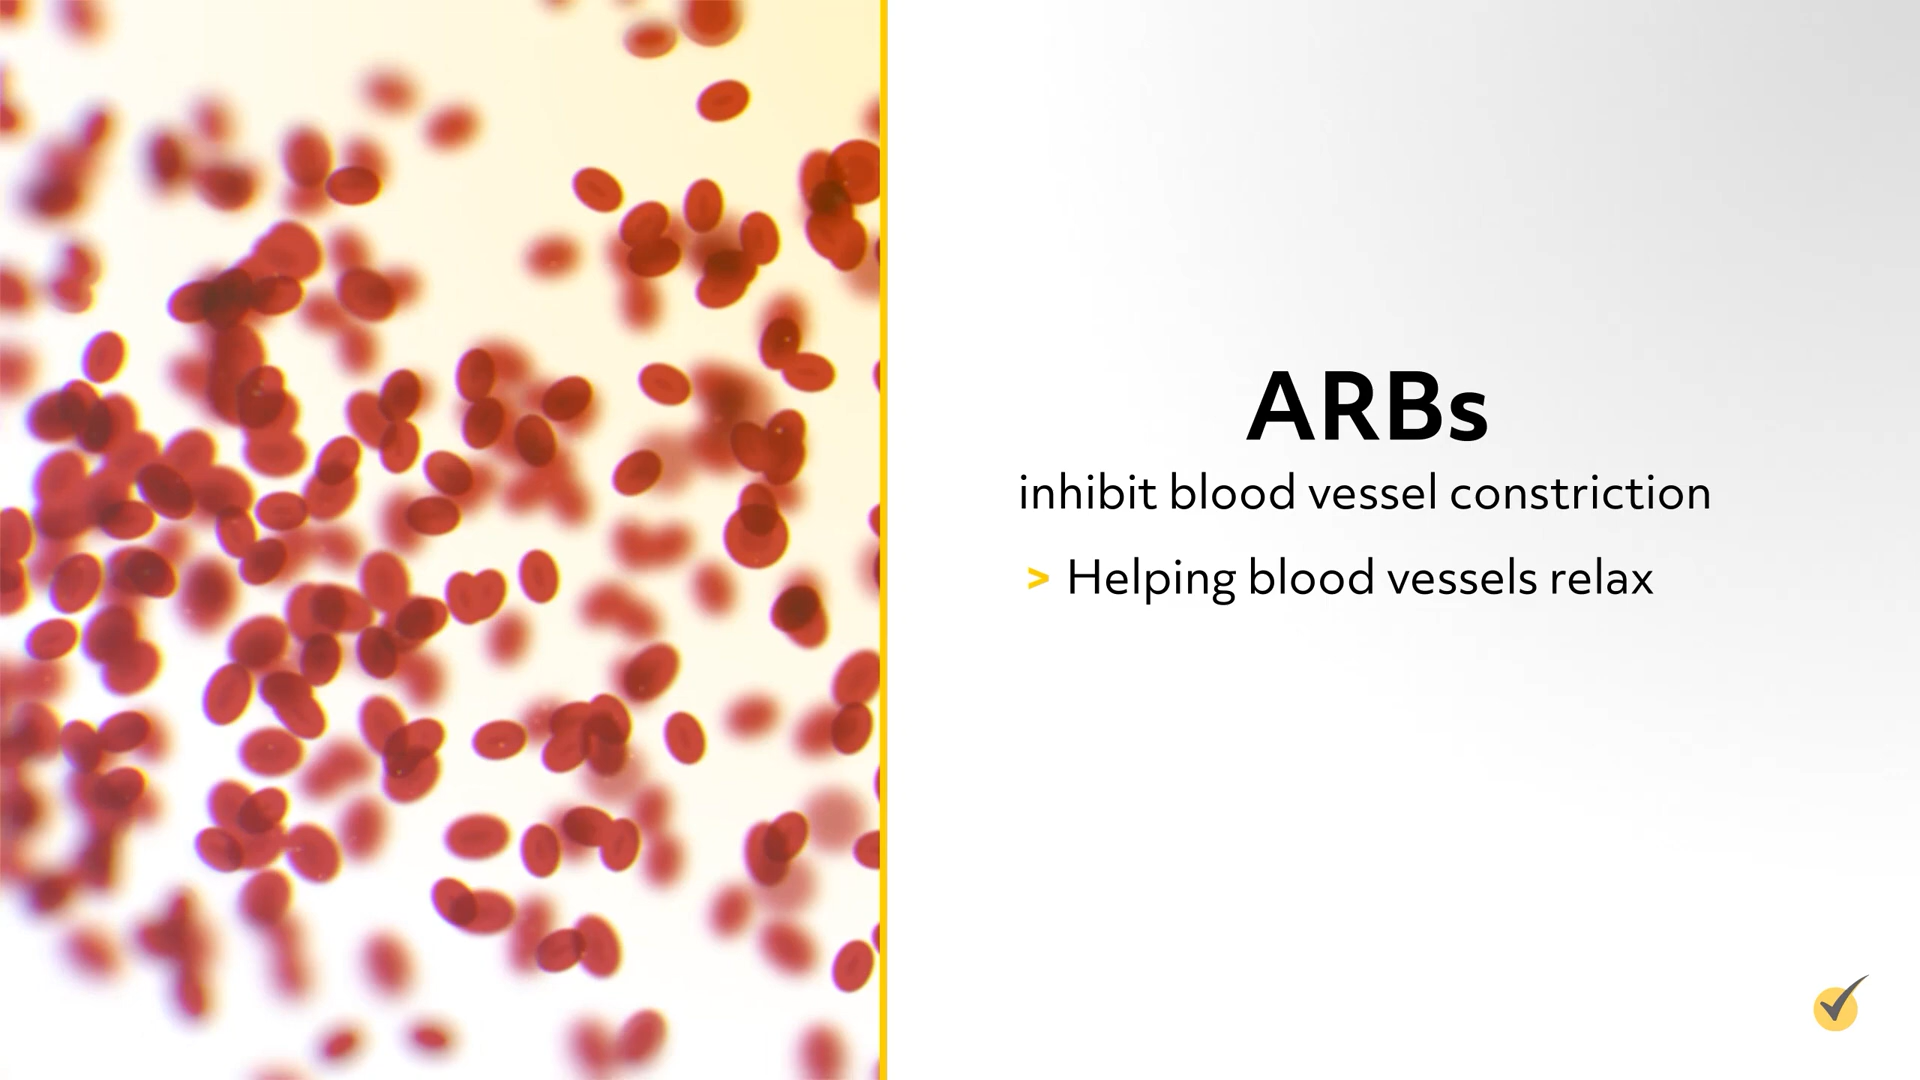 ARBs
inhibit blood vessel constriction
> Helping blood vessels relax